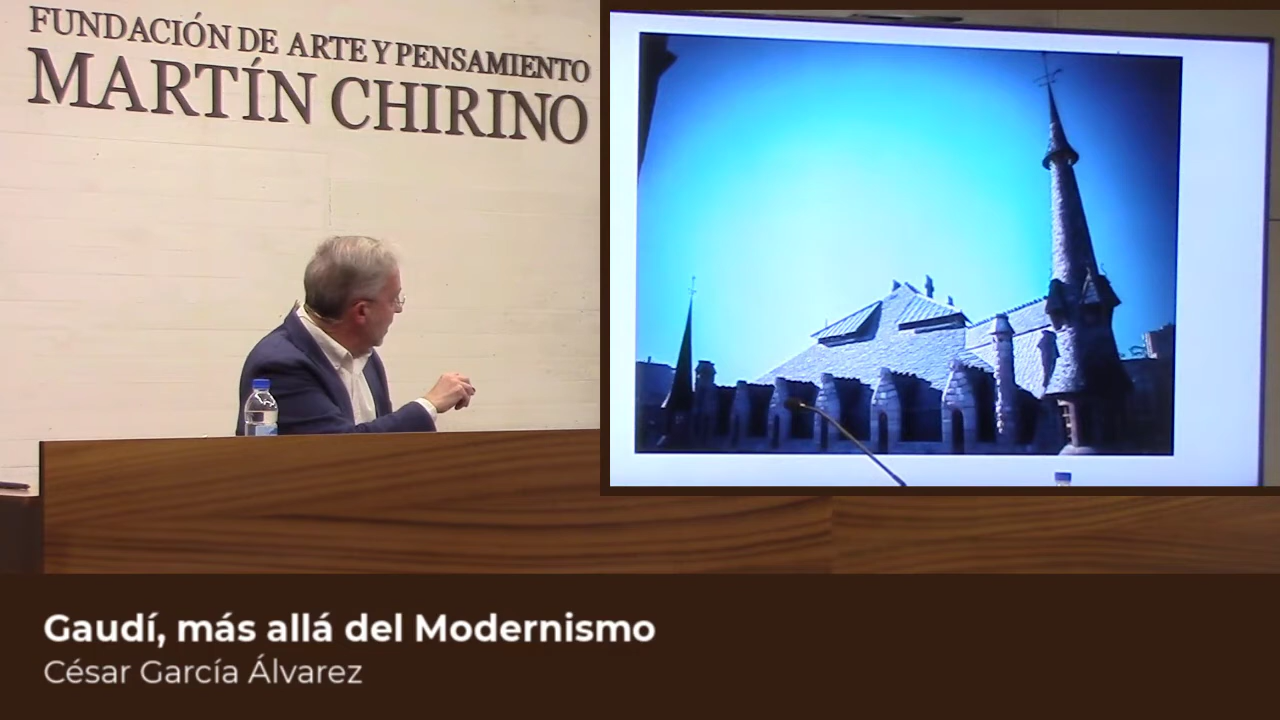 FUNDACIÓN DE ARTE Y PENSAMIENTO
MARTÍN CHIRINO
Gaudí, más allá del Modernismo
César García Álvarez